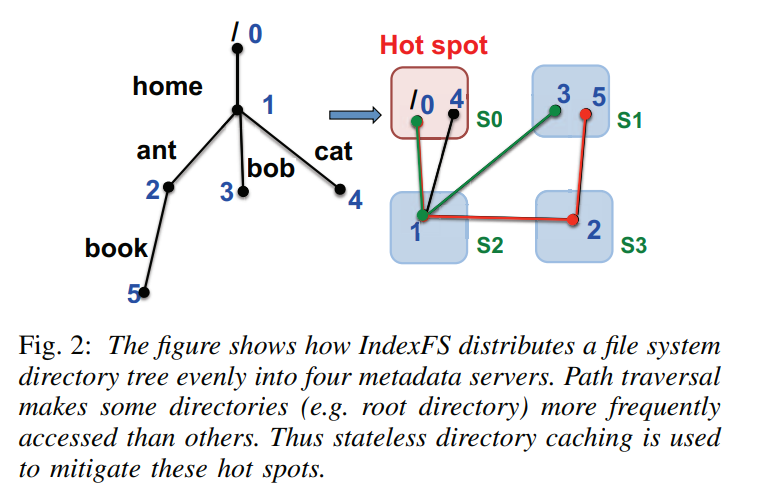 / 0
home
1
ant
bob
cat
2
3
4
book
5
Hot spot
/0 4 S0
3 5 S1
1 S2
2 S3
Fig. 2: The figure shows how IndexFS distributes a file system
directory tree evenly into four metadata servers. Path traversal
makes some directories (e.g. root directory) more frequently
accessed than others. Thus stateless directory caching is used
to mitigate these hot spots.